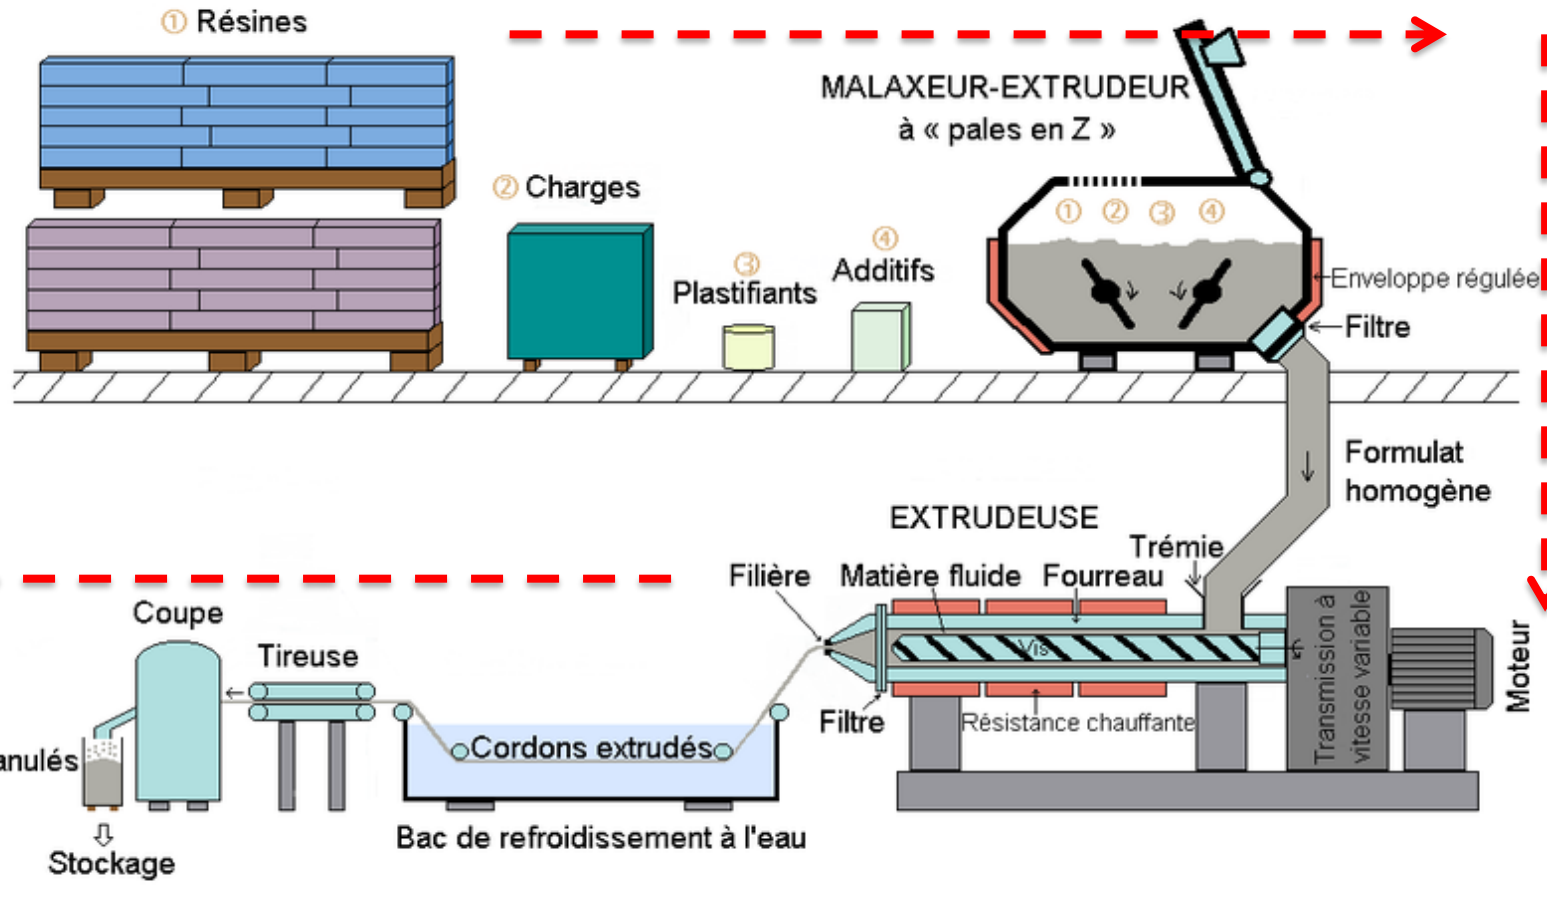 ① Résines
MALAXEUR-EXTRUDEUR
à « pales en Z »
② Charges
③
Plastifiants
④
Additifs
① ② ③ ④
Enveloppe régulée
Filtre
Formulat
homogène
EXTRUDEUSE
Trémie
Filière
Matière fluide
Fourreau
Vis
Transmission à
vitesse variable
Moteur
Filtre
Résistance chauffante
Coupe
Tireuse
Cordons extrudés
anulés
Bac de refroidissement à l'eau
Stockage